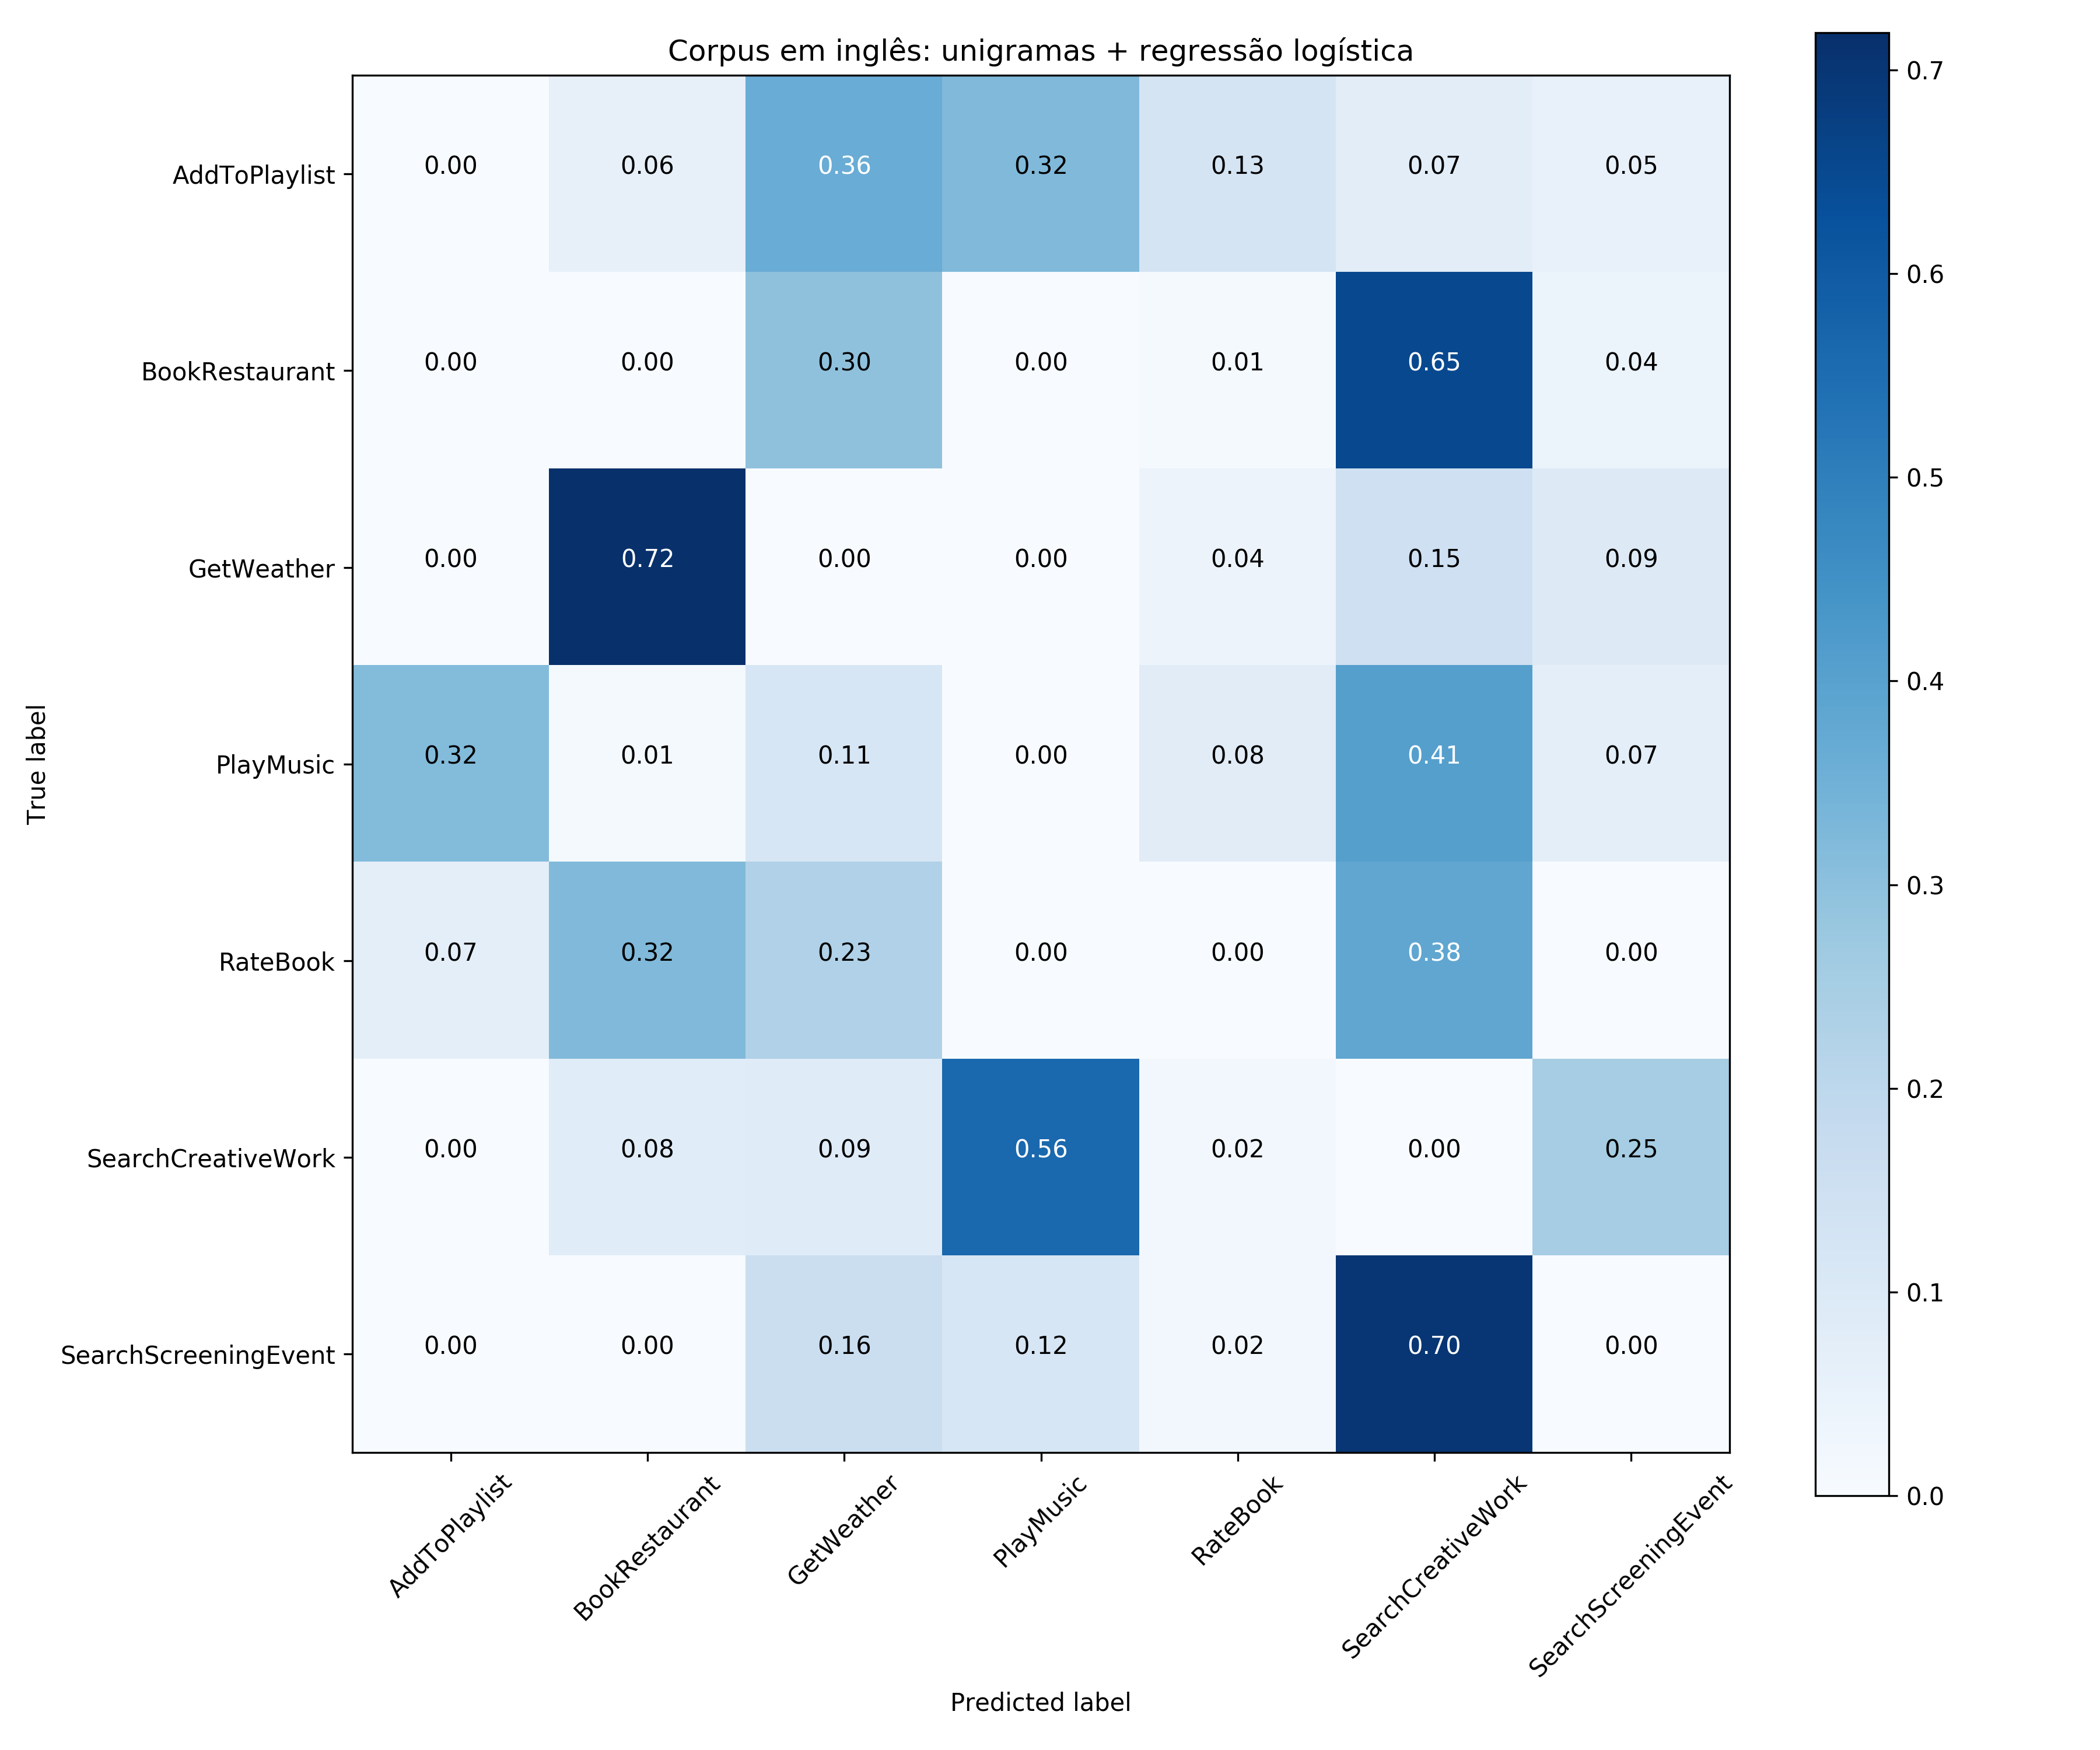 Corpus em inglês: unigramas + regressão logística
AddToPlaylist 0.00 0.06 0.36 0.32 0.13 0.07 0.05
BookRestaurant 0.00 0.00 0.30 0.00 0.01 0.65 0.04
GetWeather 0.00 0.72 0.00 0.00 0.04 0.15 0.09
PlayMusic 0.32 0.01 0.11 0.00 0.08 0.41 0.07
RateBook 0.07 0.32 0.23 0.00 0.00 0.38 0.00
SearchCreativeWork 0.00 0.08 0.09 0.56 0.02 0.00 0.25
SearchScreeningEvent 0.00 0.00 0.16 0.12 0.02 0.70 0.00
True label
AddToPlaylist BookRestaurant GetWeather PlayMusic RateBook SearchCreativeWork SearchScreeningEvent
Predicted label
0.7
0.6
0.5
0.4
0.3
0.2
0.1
0.0